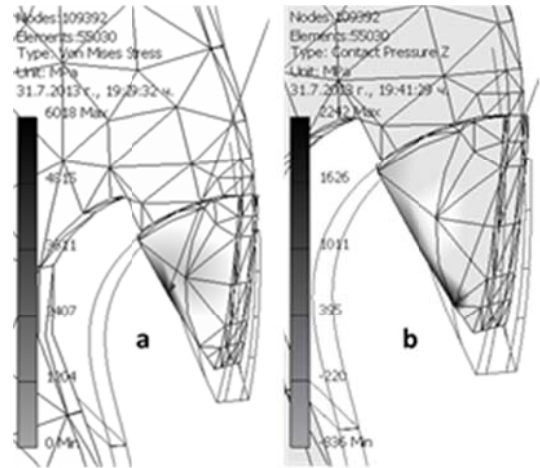 Nodes:109392
Elements:55030
Type: Von Mises Stress
Unit: MPa
31.7.2013 г., 19:29:32 ч.
6018 Max
4815
3611
2407
1204
0 Min
a
Nodes:109392
Elements:55030
Type: Contact Pressure Z
Unit: MPa
31.7.2013 г., 19:41:29 ч.
2242 Max
1626
1011
395
-220
-836 Min
b